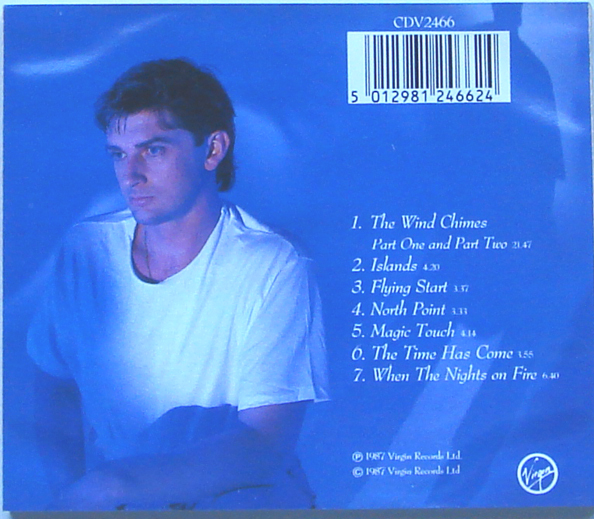 CDV2466
5 012981 246624
1. The Wind Chimes
Part One and Part Two 21.47
2. Islands 4.20
3. Flying Start 3.37
4. North Point 3.33
5. Magic Touch 4.14
6. The Time Has Come 3.55
7. When The Nights on Fire 6.40
℗ 1987 Virgin Records Ltd.
© 1987 Virgin Records Ltd
Virgin